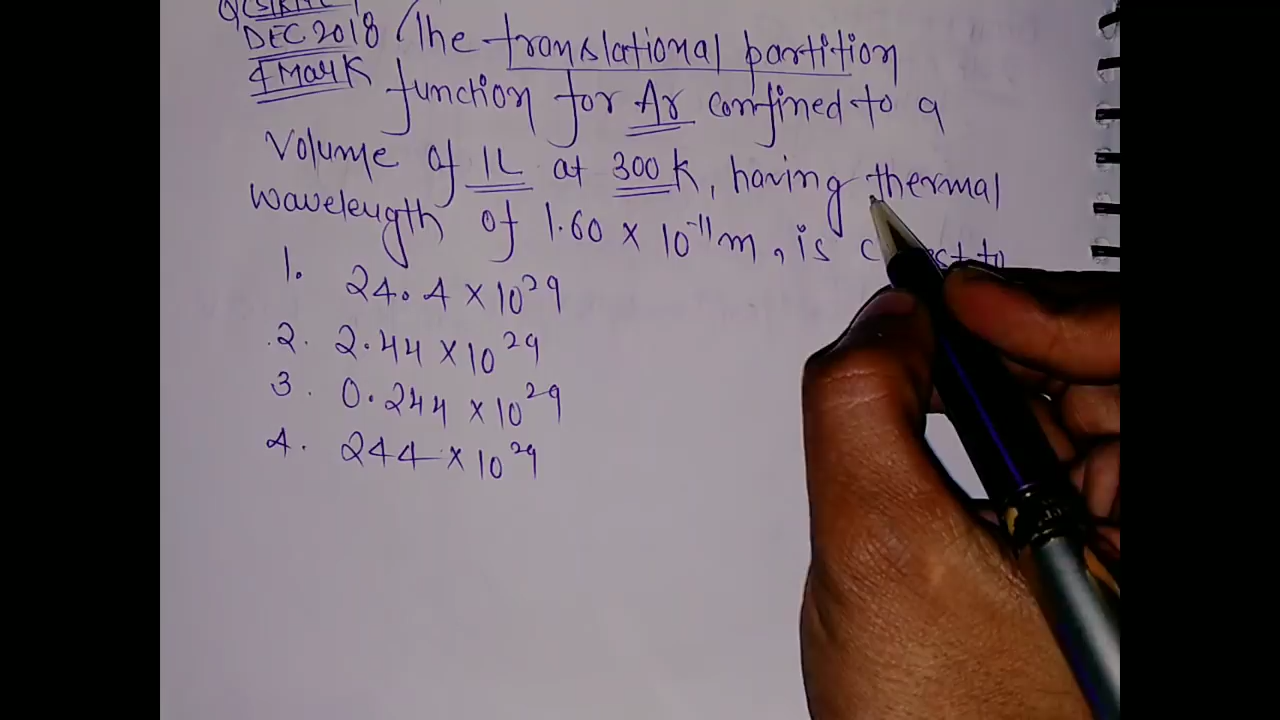 DEC 2018 (The translational partition
4 Mark function for Ar confined to a
Volume of 1L at 300 K, having thermal
wavelength of 1.60 × 10⁻¹¹m, is
1. 24.4 × 10²⁹
2. 2.44 × 10²⁹
3. 0.244 × 10²⁹
4. 244 × 10²⁹